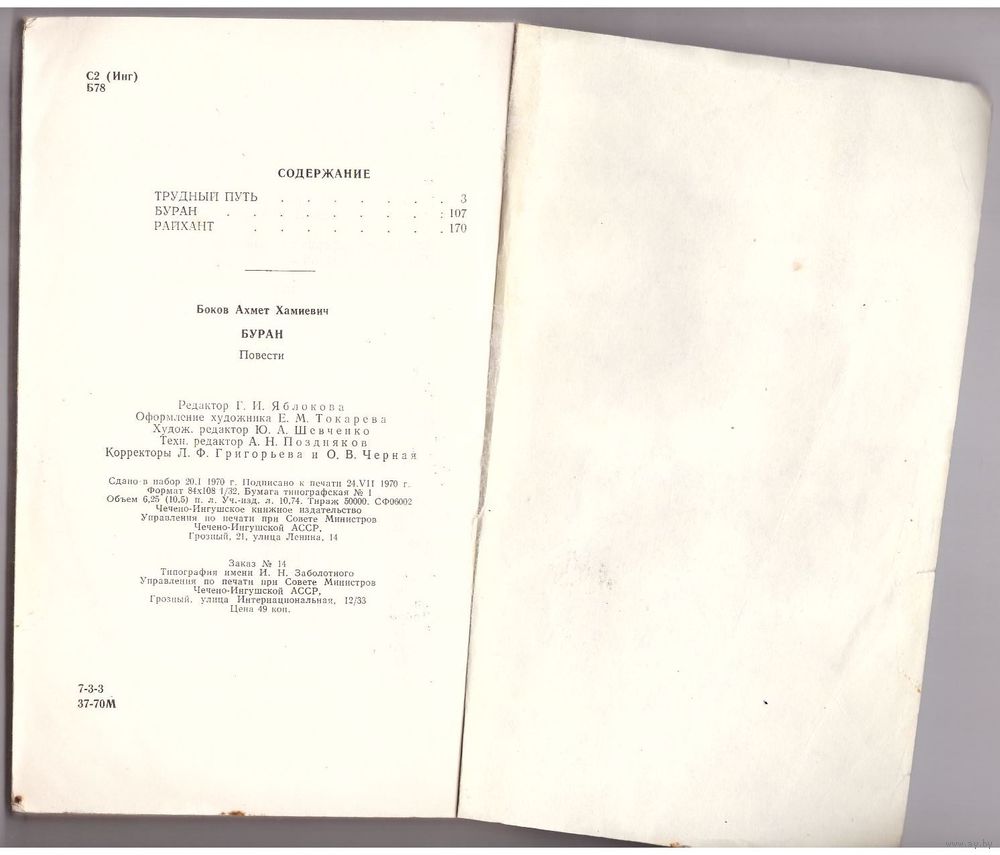 С2 (Инг)
Б78
СОДЕРЖАНИЕ
ТРУДНЫЙ ПУТЬ . . . . . . . 3
БУРАН . . . . . . . . : 107
РАЙХАНТ . . . . . . . . 170
Боков Ахмет Хамиевич
БУРАН
Повести
Редактор Г. И. Яблокова
Оформление художника Е. М. Токарева
Худож. редактор Ю. А. Шевченко
Техн. редактор А. Н. Поздняков
Корректоры Л. Ф. Григорьева и О. В. Черная
Сдано в набор 20.I 1970 г. Подписано к печати 24.VII 1970 г.
Формат 84х108 1/32. Бумага типографская № 1
Объем 6,25 (10,5) п. л. Уч.-изд. л. 10,74. Тираж 50000. СФ06002
Чечено-Ингушское книжное издательство
Управления по печати при Совете Министров
Чечено-Ингушской АССР,
Грозный, 21, улица Ленина, 14
Заказ № 14
Типография имени И. Н. Заболотного
Управления по печати при Совете Министров
Чечено-Ингушской АССР,
Грозный, улица Интернациональная, 12/33
Цена 49 коп.
7-3-3
37-70М
www.ay.by